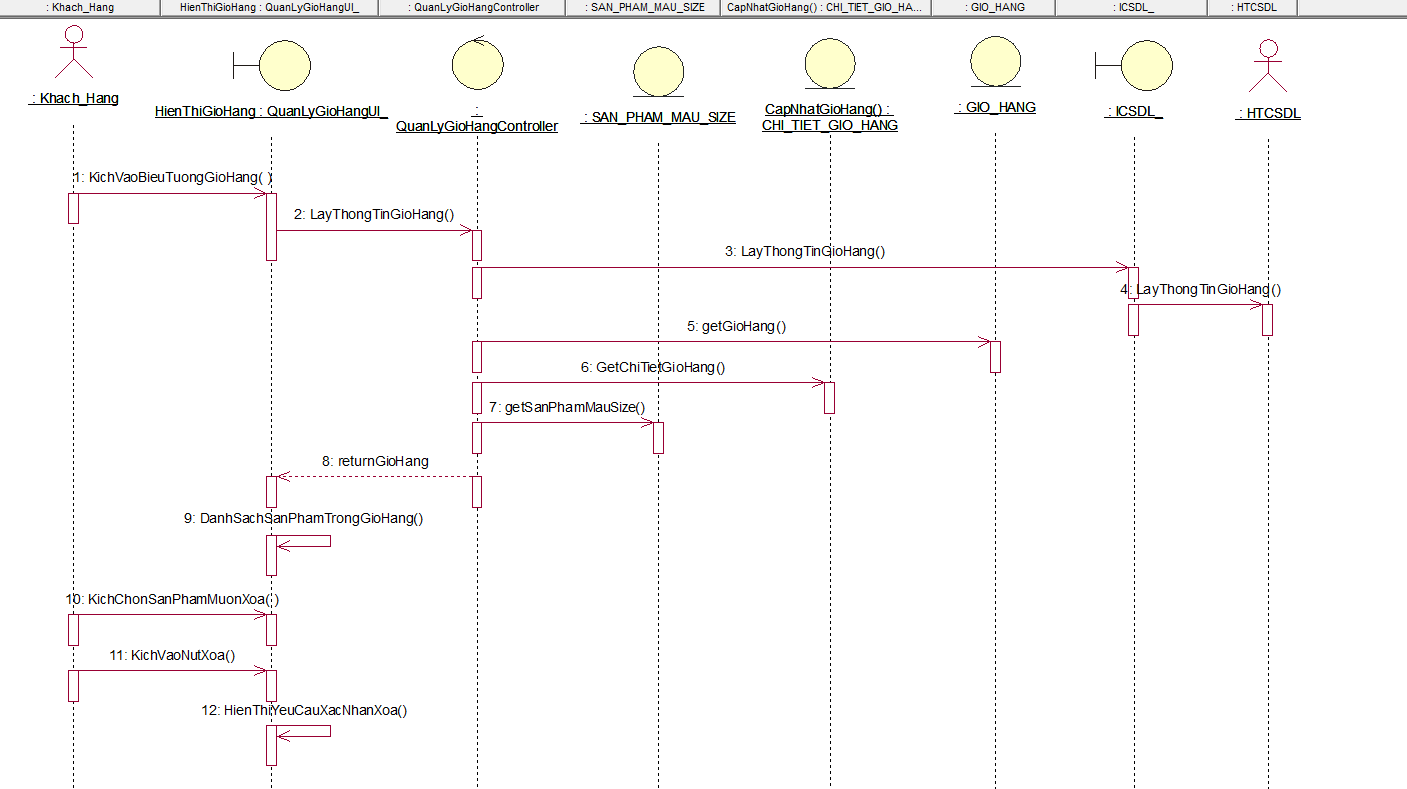 : Khach_Hang
HienThiGioHang : QuanLyGioHangUI_
: QuanLyGioHangController
: SAN_PHAM_MAU_SIZE
CapNhatGioHang() : CHI_TIET_GIO_HA...
: GIO_HANG
: ICSDL_
: HTCSDL
: Khach_Hang
HienThiGioHang : QuanLyGioHangUI_
:
QuanLyGioHangController
: SAN_PHAM_MAU_SIZE
CapNhatGioHang() :
CHI_TIET_GIO_HANG
: GIO_HANG
: ICSDL_
: HTCSDL
1: KichVaoBieuTuongGioHang( )
2: LayThongTinGioHang()
3: LayThongTinGioHang()
4: LayThongTinGioHang()
5: getGioHang()
6: GetChiTietGioHang()
7: getSanPhamMauSize()
8: returnGioHang
9: DanhSachSanPhamTrongGioHang()
10: KichChonSanPhamMuonXoa( )
11: KichVaoNutXoa()
12: HienThiYeuCauXacNhanXoa()